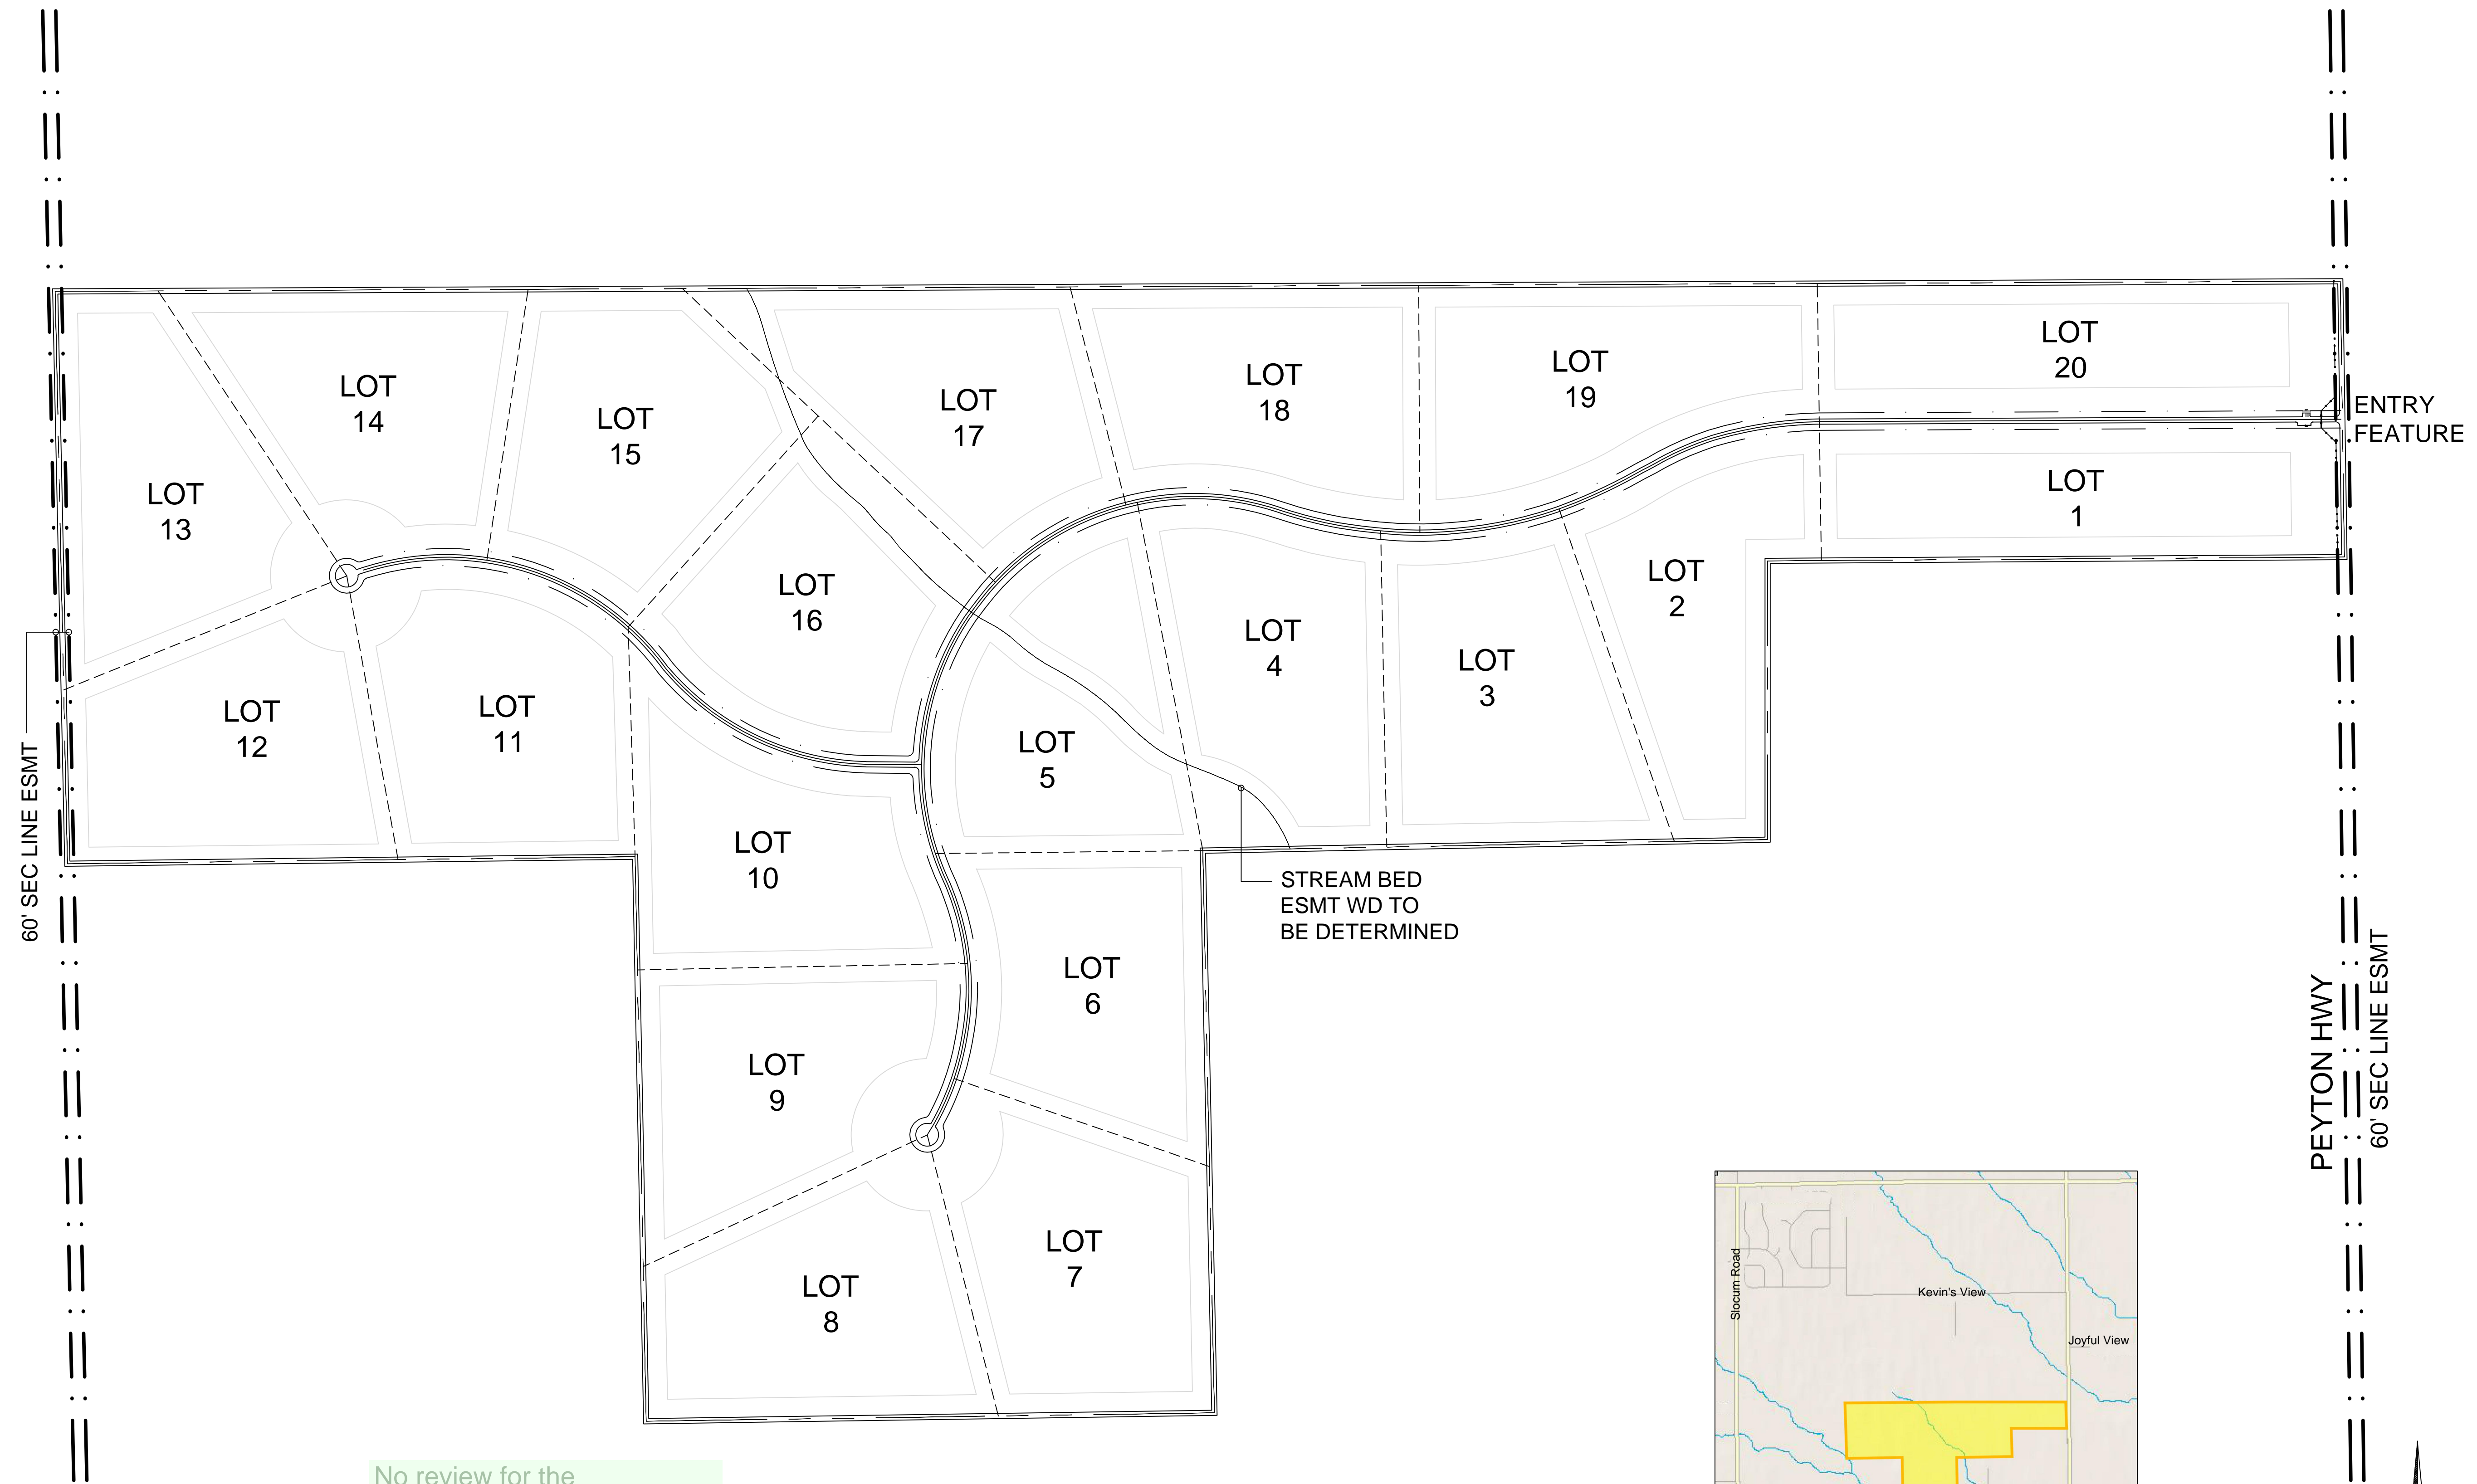 LOT
20
ENTRY
FEATURE
LOT
19
LOT
18
LOT
14
LOT
17
LOT
15
LOT
13
LOT
1
LOT
2
LOT
16
LOT
4
LOT
3
LOT
12
LOT
11
LOT
5
60' SEC LINE ESMT
LOT
10
STREAM BED
ESMT WD TO
BE DETERMINED
LOT
6
PEYTON HWY
60' SEC LINE ESMT
LOT
9
LOT
7
LOT
8
Slocum Road
Kevin's View
Joyful View
No review for the